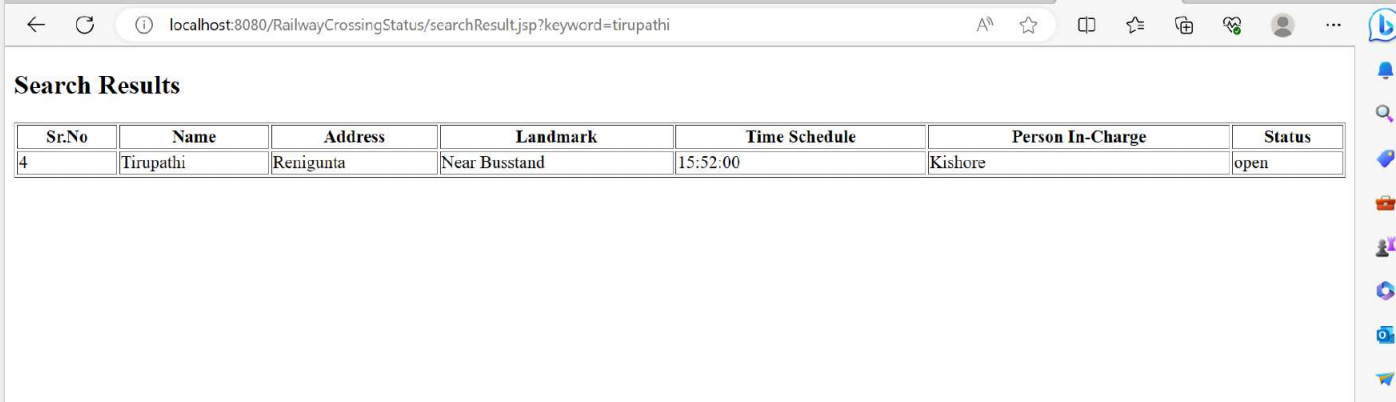 localhost:8080/RailwayCrossingStatus/searchResult.jsp?keyword=tirupathi
Search Results
Sr.No Name Address Landmark Time Schedule Person In-Charge Status
4 Tirupathi Renigunta Near Busstand 15:52:00 Kishore open